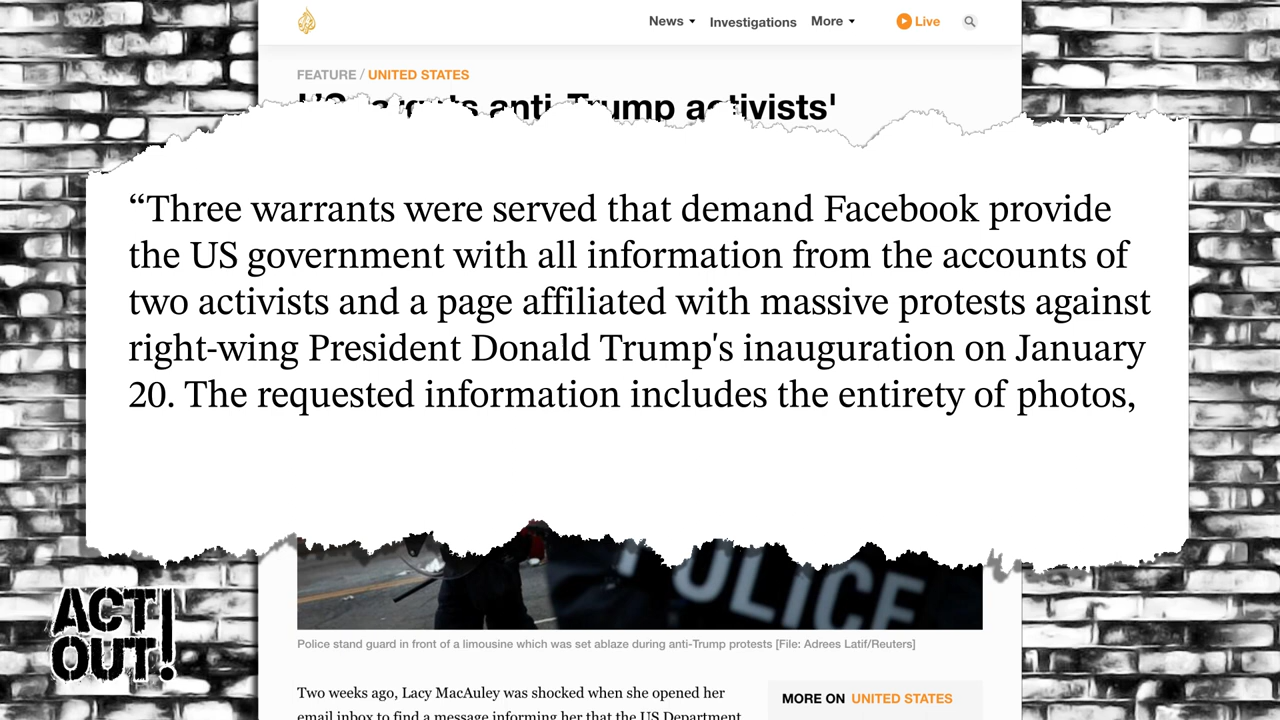 News Investigations More Live
FEATURE / UNITED STATES
anti-Trump activists'
“Three warrants were served that demand Facebook provide
the US government with all information from the accounts of
two activists and a page affiliated with massive protests against
right-wing President Donald Trump's inauguration on January
20. The requested information includes the entirety of photos,
POLICE
ACT
OUT!
Police stand guard in front of a limousine which was set ablaze during anti-Trump protests [File: Adrees Latif/Reuters]
Two weeks ago, Lacy MacAuley was shocked when she opened her
email inbox to find a message informing her that the US Department
MORE ON UNITED STATES